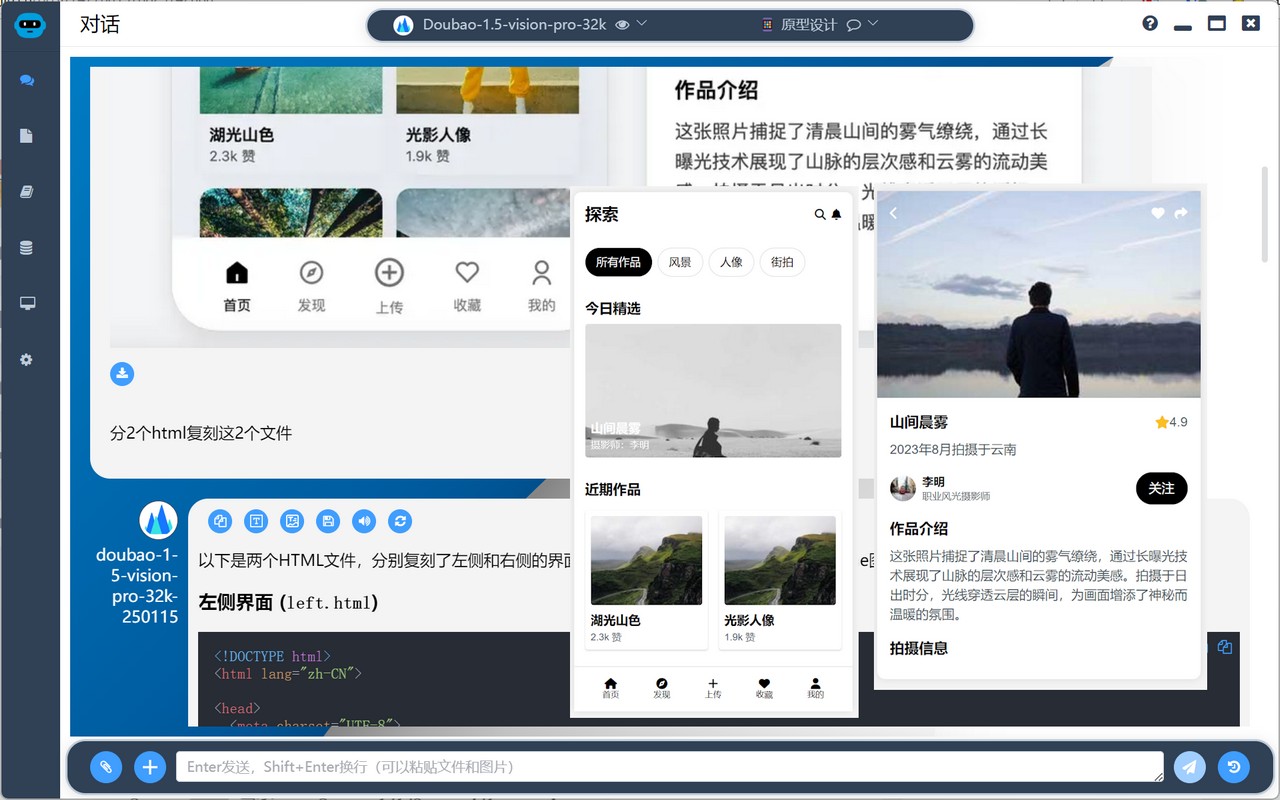 对话
Doubao-1.5-vision-pro-32k
原型设计
湖光山色
2.3k 赞
光影人像
1.9k 赞
首页
发现
上传
收藏
我的
作品介绍
这张照片捕捉了清晨山间的雾气缭绕，通过长
曝光技术展现了山脉的层次感和云雾的流动美
分2个html复刻这2个文件
doubao-1-
5-vision-
pro-32k-
250115
以下是两个HTML文件，分别复刻了左侧和右侧的界面
左侧界面 (left.html)
<!DOCTYPE html>
<html lang="zh-CN">
<head>
<meta charset="UTF-8">
探索
所有作品
风景
人像
街拍
今日精选
山间晨雾
摄影师：李明
近期作品
湖光山色
2.3k 赞
光影人像
1.9k 赞
首页
发现
上传
收藏
我的
山间晨雾
4.9
2023年8月拍摄于云南
李明
职业风光摄影师
关注
作品介绍
这张照片捕捉了清晨山间的雾气缭绕，通过长曝光技
术展现了山脉的层次感和云雾的流动美感。拍摄于日
出时分，光线穿透云层的瞬间，为画面增添了神秘而
温暖的氛围。
拍摄信息
Enter发送，Shift+Enter换行（可以粘贴文件和图片）